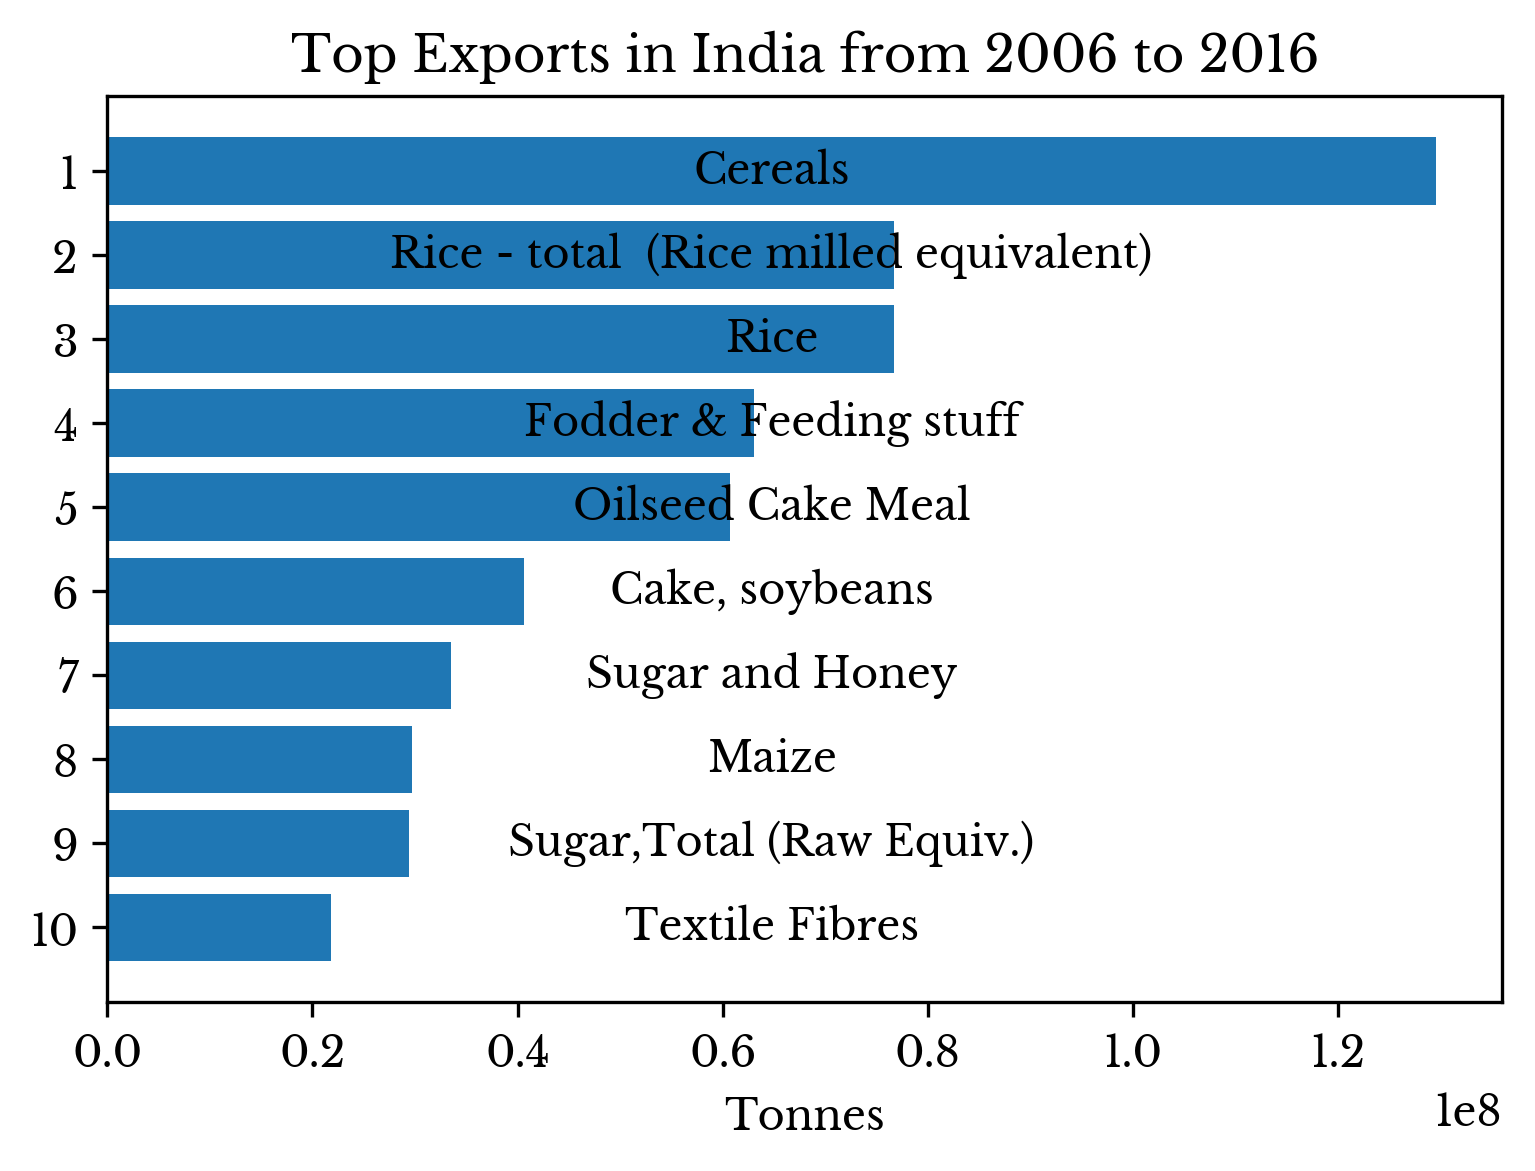 Top Exports in India from 2006 to 2016
1 Cereals
2 Rice - total  (Rice milled equivalent)
3 Rice
4 Fodder & Feeding stuff
5 Oilseed Cake Meal
6 Cake, soybeans
7 Sugar and Honey
8 Maize
9 Sugar,Total (Raw Equiv.)
10 Textile Fibres
0.0 0.2 0.4 0.6 0.8 1.0 1.2
Tonnes
1e8